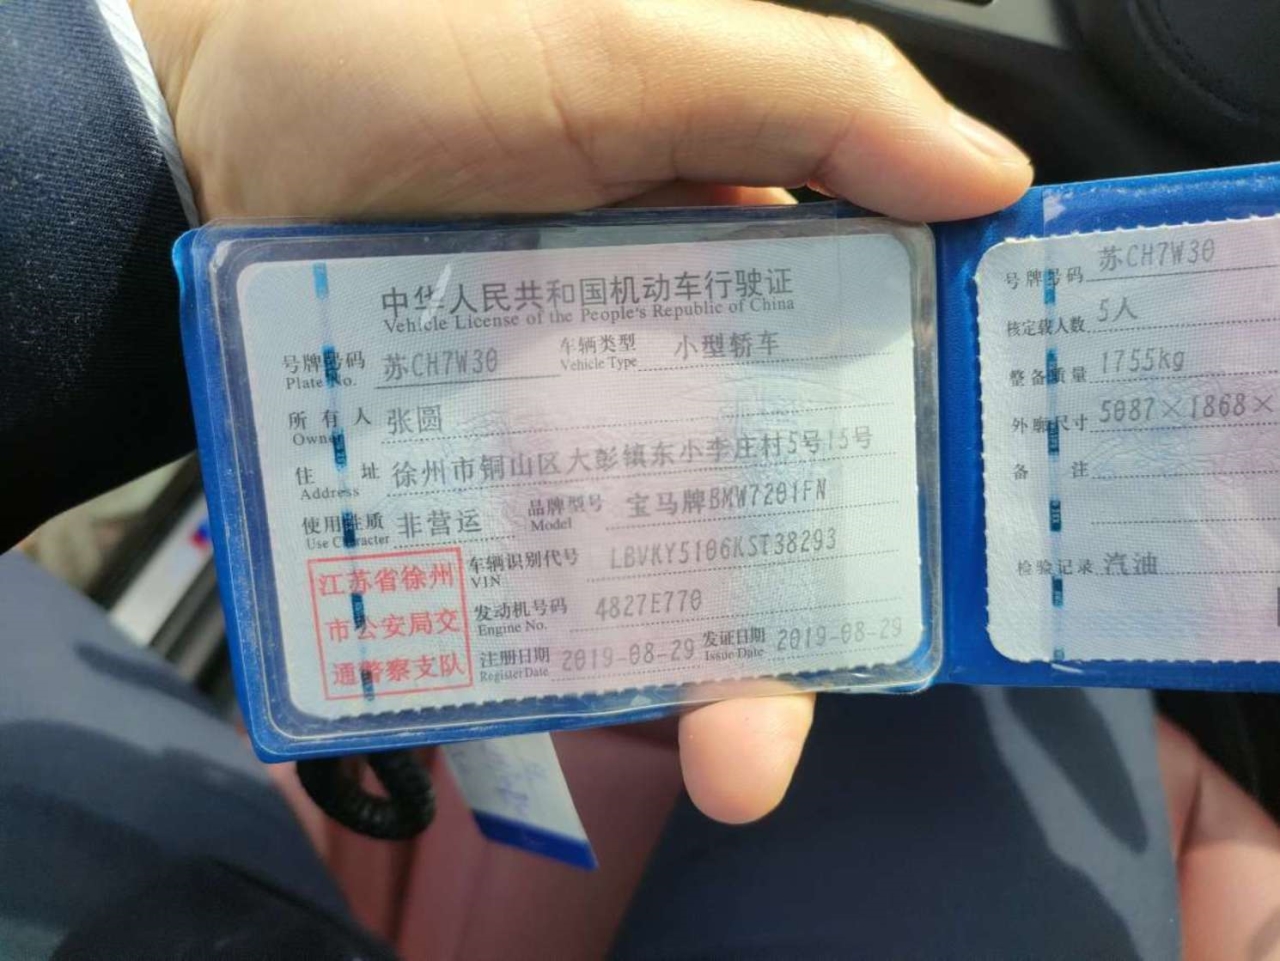 中华人民共和国机动车行驶证
Vehicle License of the People's Republic of China
号牌号码 苏CH7W30 车辆类型 小型轿车
Plate No. Vehicle Type
所有人 张圆
Owner
住址 徐州市铜山区大彭镇东小李庄村5号15号
Address
使用性质 非营运 品牌型号 宝马牌BMW7201FN
Use Character Model
车辆识别代号 LBVKY5106KST38293
VIN
发动机号码 4827E770
Engine No.
注册日期 2019-08-29 发证日期 2019-08-29
Register Date Issue Date
江苏省徐州
市公安局交
通警察支队
号牌号码 苏CH7W30
核定载人数 5人
整备质量 1755kg
外廓尺寸 5087×1868×
备注
检验记录 汽油